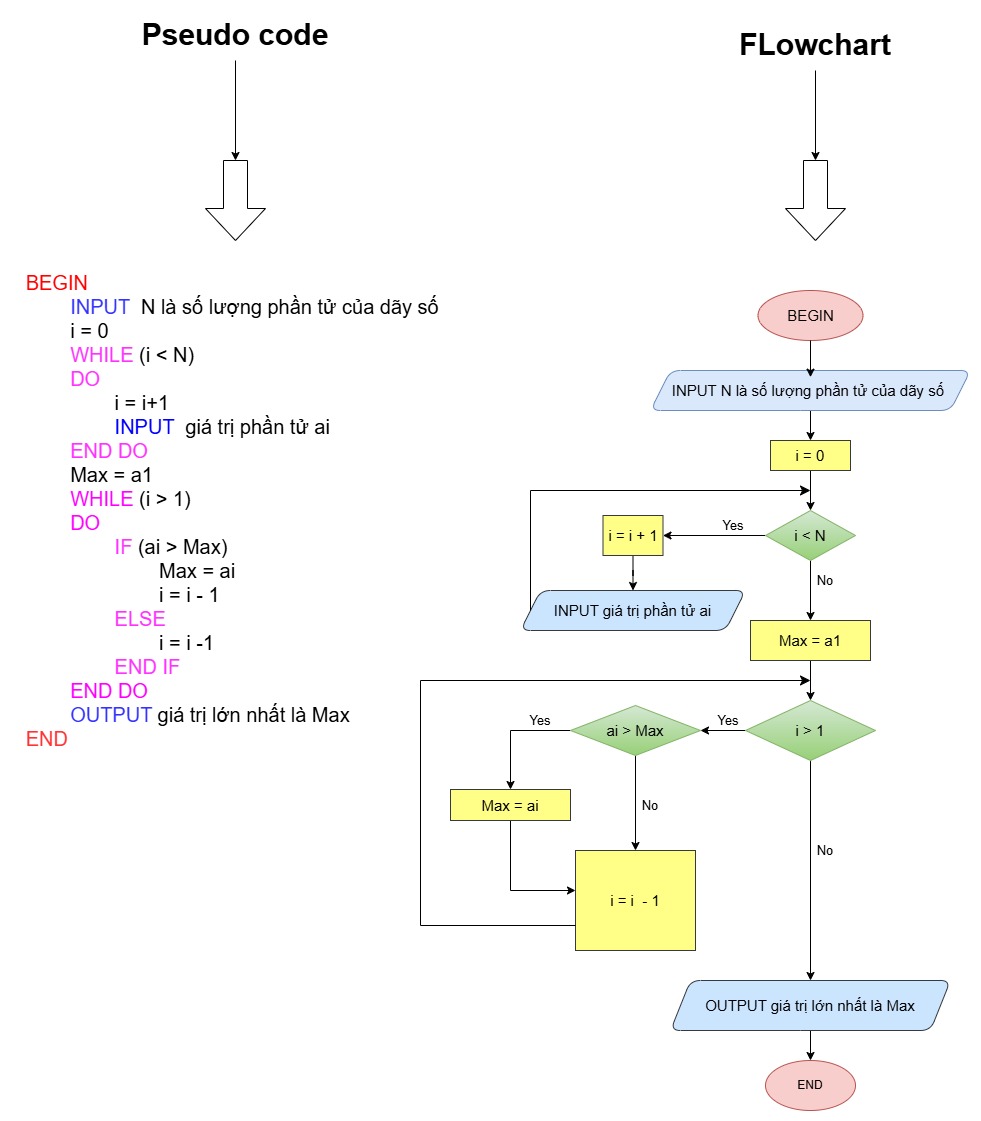 Pseudo code
BEGIN
INPUT N là số lượng phần tử của dãy số
i = 0
WHILE (i < N)
DO
i = i+1
INPUT giá trị phần tử ai
END DO
Max = a1
WHILE (i > 1)
DO
IF (ai > Max)
Max = ai
i = i - 1
ELSE
i = i -1
END IF
END DO
OUTPUT giá trị lớn nhất là Max
END
FLowchart
BEGIN
INPUT N là số lượng phần tử của dãy số
i = 0
i < N
Yes
i = i + 1
INPUT giá trị phần tử ai
No
Max = a1
i > 1
Yes
ai > Max
Yes
Max = ai
No
i = i - 1
No
OUTPUT giá trị lớn nhất là Max
END